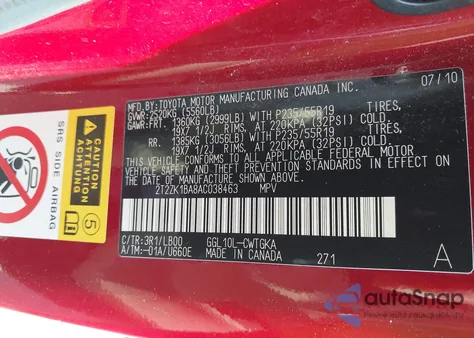 MFD. BY: TOYOTA MOTOR MANUFACTURING CANADA INC. 07/10
GVWR: 2520KG (5560LB)
GAWR: FRT. 1360KG (2999LB) WITH P235/55R19 TIRES,
19X7 1/2J RIMS, AT 220KPA (32PSI) COLD
RR. 1385KG (3056LB) WITH P235/55R19 TIRES,
19X7 1/2J RIMS, AT 220KPA (32PSI) COLD
THIS VEHICLE CONFORMS TO ALL APPLICABLE FEDERAL MOTOR
VEHICLE SAFETY AND THEFT PREVENTION STANDARDS IN EFFECT ON
THE DATE OF MANUFACTURE SHOWN ABOVE.
2T2ZK1BA8AC038463 MPV
C/TR: 3R1/LB00 GGL10L-CWTGKA
A/TM: -01A/U660E MADE IN CANADA 271 A
CAUTION
ATTENTION
ACHTUNG
5
SRS SIDE AIRBAG
autoSnap